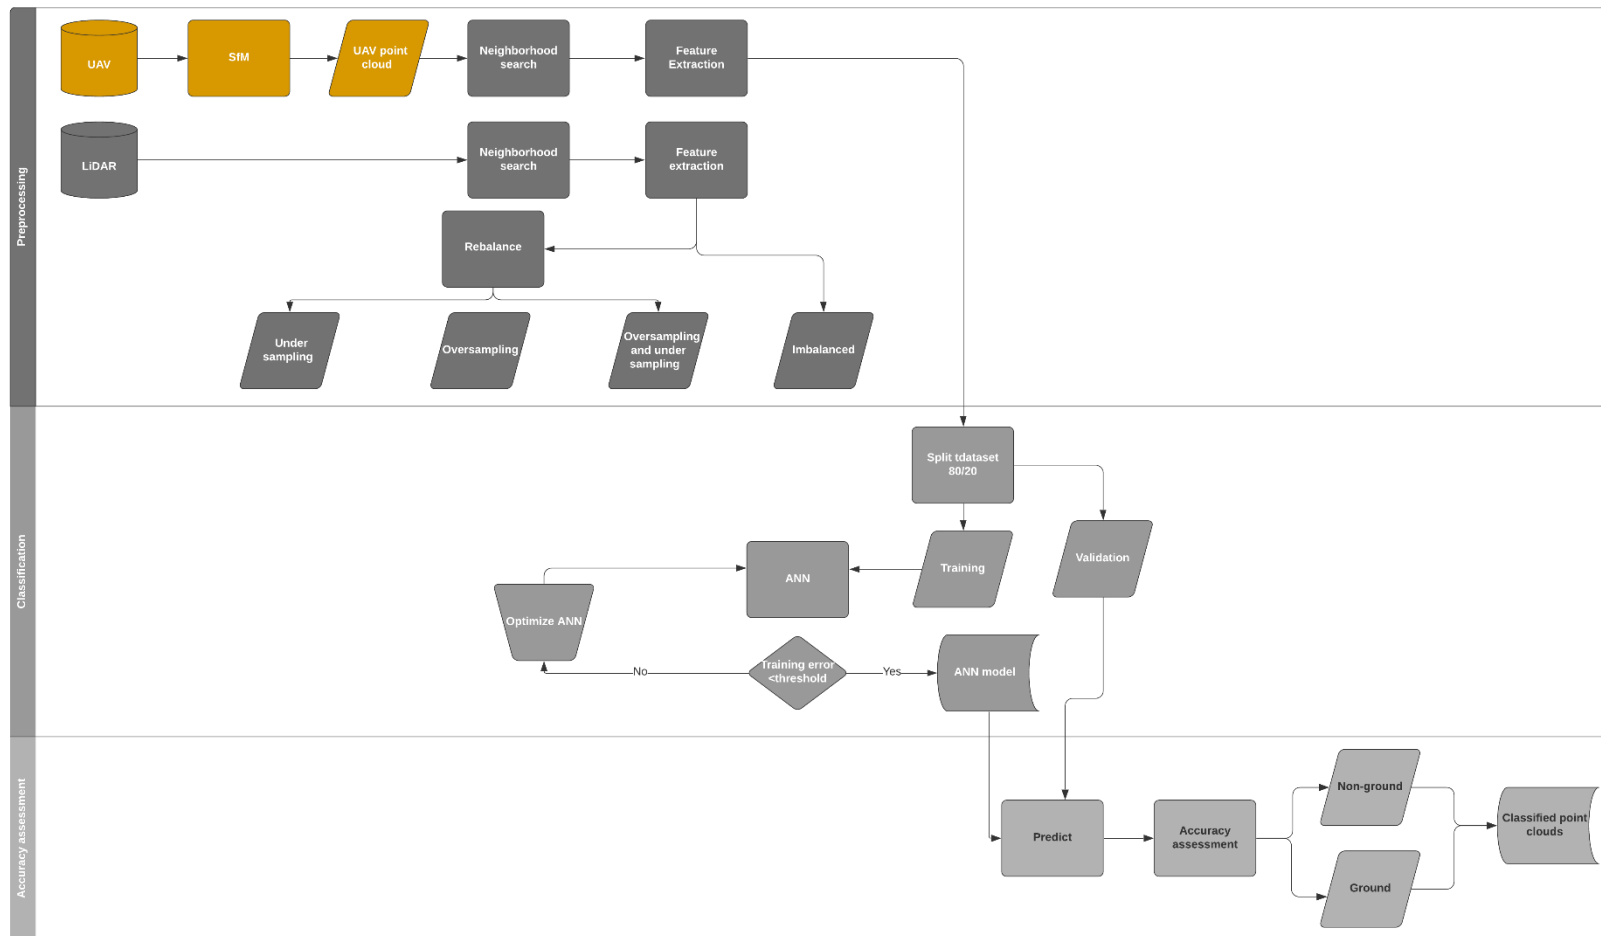 Preprocessing
UAV
SfM
UAV point
cloud
Neighborhood
search
Feature
Extraction
LiDAR
Neighborhood
search
Feature
extraction
Rebalance
Under
sampling
Oversampling
Oversampling
and under
sampling
Imbalanced
Classification
Split tdataset
80/20
Training
Validation
ANN
Optimize ANN
Training error
<threshold
No
Yes
ANN model
Accuracy assessment
Predict
Accuracy
assessment
Non-ground
Ground
Classified point
clouds